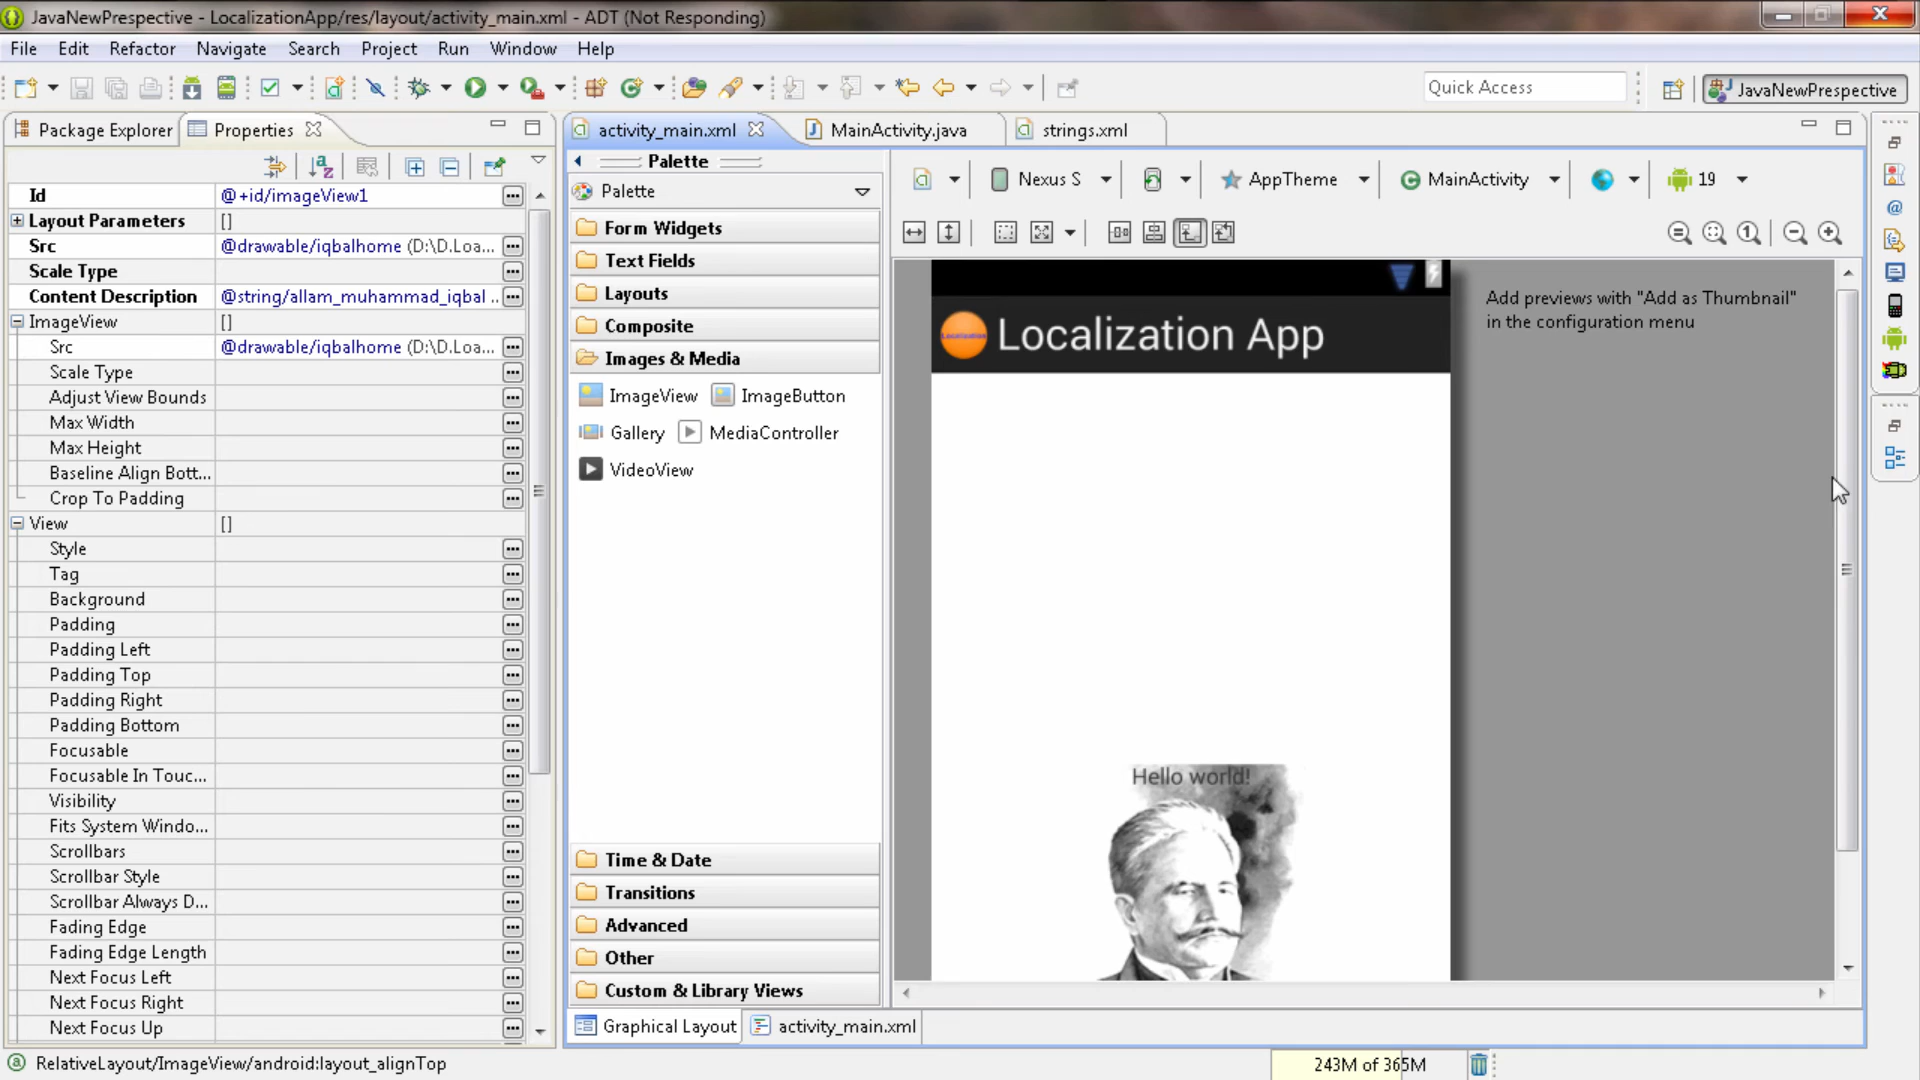 JavaNewPrespective - LocalizationApp/res/layout/activity_main.xml - ADT (Not Responding)
File Edit Refactor Navigate Search Project Run Window Help
Quick Access
JavaNewPrespective
Package Explorer
Properties
activity_main.xml
MainActivity.java
strings.xml
Id @+id/imageView1
Layout Parameters []
Src @drawable/iqbalhome (D:\D.Loa...
Scale Type
Content Description @string/allam_muhammad_iqbal ..
ImageView []
Src @drawable/iqbalhome (D:\D.Loa...
Scale Type
Adjust View Bounds
Max Width
Max Height
Baseline Align Bott...
Crop To Padding
View []
Style
Tag
Background
Padding
Padding Left
Padding Top
Padding Right
Padding Bottom
Focusable
Focusable In Touc...
Visibility
Fits System Windo...
Scrollbars
Scrollbar Style
Scrollbar Always D...
Fading Edge
Fading Edge Length
Next Focus Left
Next Focus Right
Next Focus Up
Palette
Palette
Form Widgets
Text Fields
Layouts
Composite
Images & Media
ImageView ImageButton
Gallery MediaController
VideoView
Time & Date
Transitions
Advanced
Other
Custom & Library Views
Nexus S AppTheme MainActivity 19
Localization App
Add previews with "Add as Thumbnail"
in the configuration menu
Hello world!
Graphical Layout
activity_main.xml
RelativeLayout/ImageView/android:layout_alignTop
243M of 365M